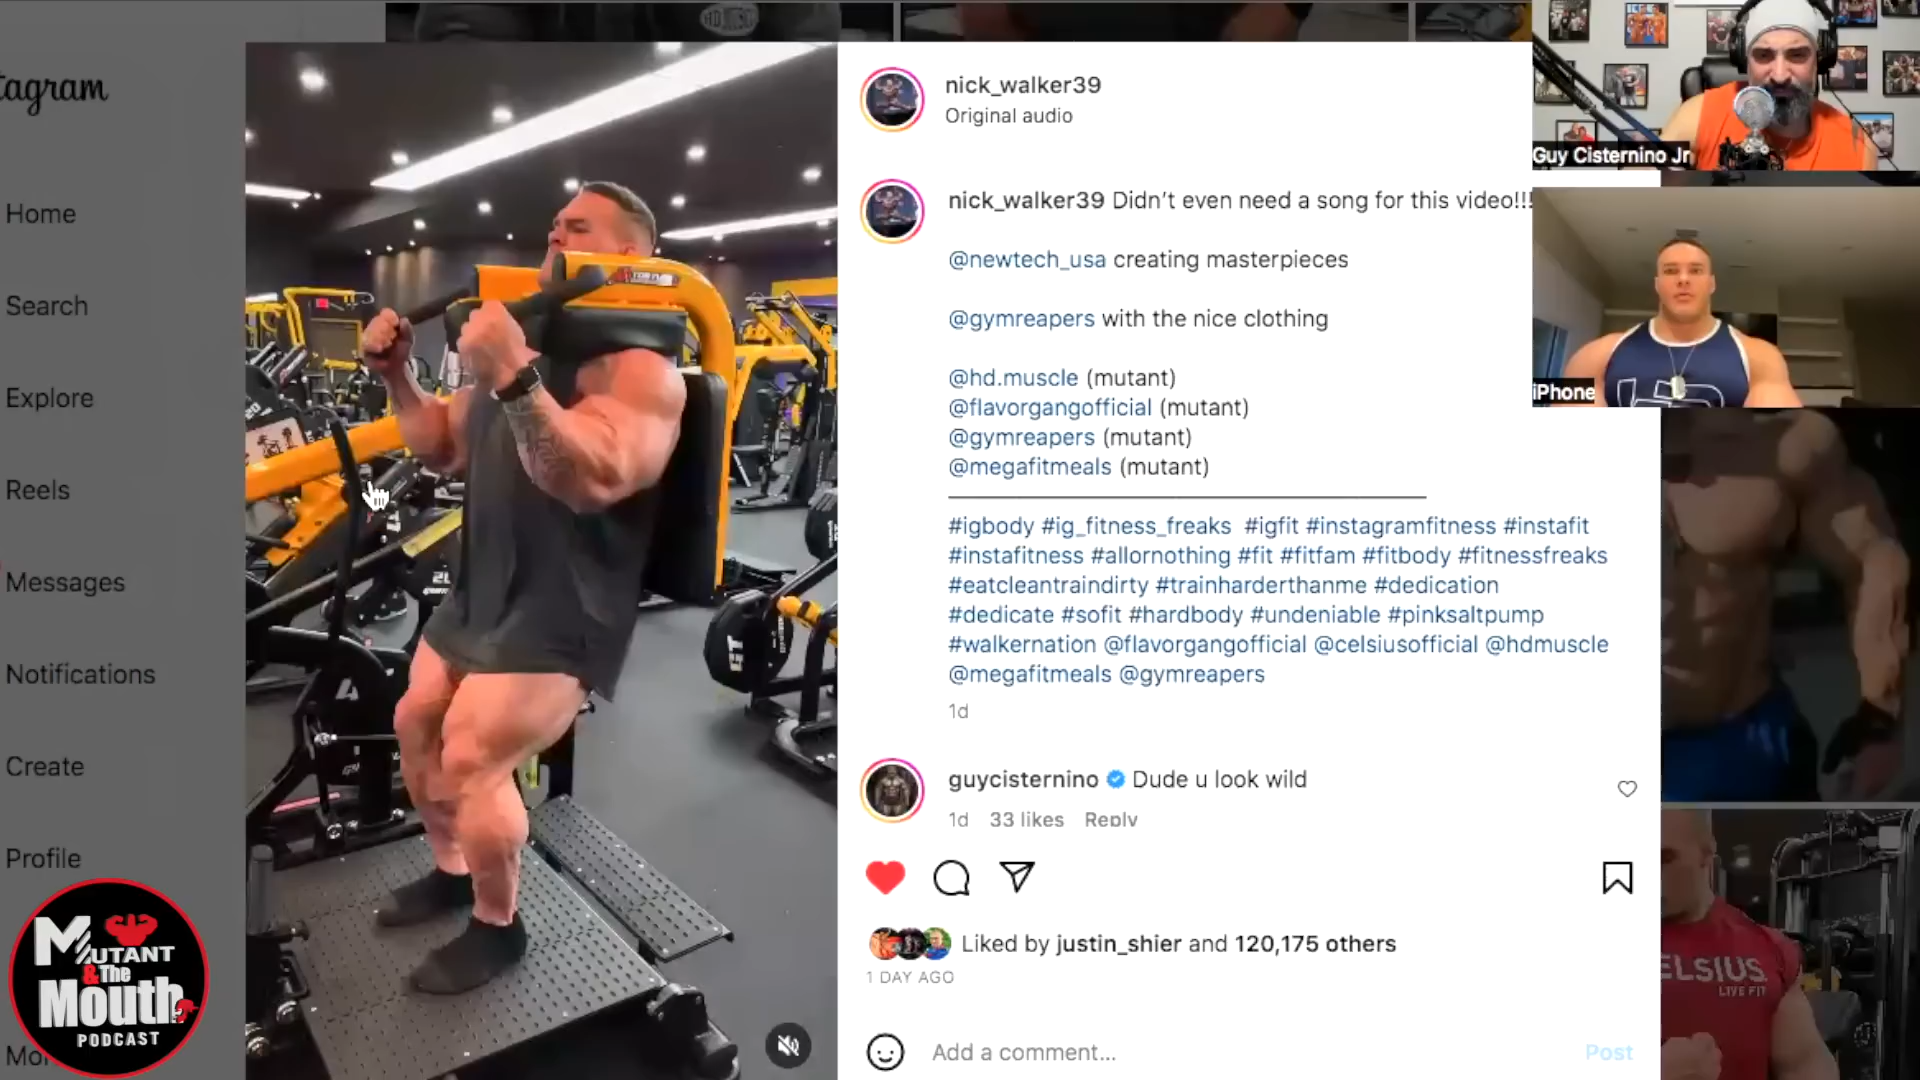 tagram
Home
Search
Explore
Reels
Messages
Notifications
Create
Profile
nick_walker39
Original audio
nick_walker39 Didn't even need a song for this video!!!
@newtech_usa creating masterpieces
@gymreapers with the nice clothing
@hd.muscle (mutant)
@flavorgangofficial (mutant)
@gymreapers (mutant)
@megafitmeals (mutant)
#igbody #ig_fitness_freaks #igfit #instagramfitness #instafit
#instafitness #allornothing #fit #fitfam #fitbody #fitnessfreaks
#eatcleantraindirty #trainharderthanme #dedication
#dedicate #sofit #hardbody #undeniable #pinksaltpump
#walkernation @flavorgangofficial @celsiusofficial @hdmuscle
@megafitmeals @gymreapers
1d
guycisternino Dude u look wild
1d 33 likes Reply
Liked by justin_shier and 120,175 others
1 DAY AGO
Add a comment...
Post
Guy Cisternino Jr
iPhone
ELSIUS
LIVE FIT
MUTANT
&The
Mouth
PODCAST